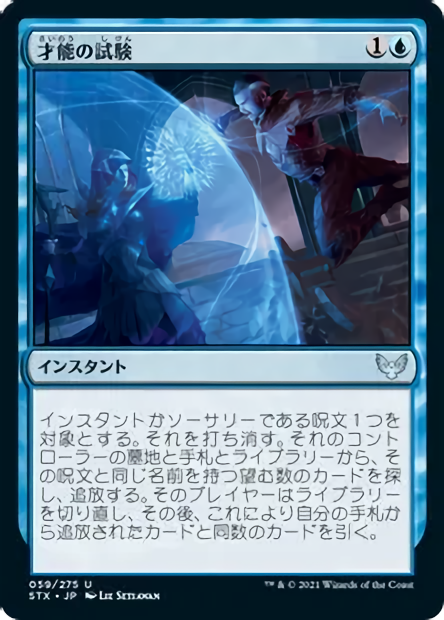 さいのう しけん
才能の試験
1
インスタント
インスタントかソーサリーである呪文1つを
対象とする。それを打ち消す。それのコント
ローラーの墓地と手札とライブラリーから、そ
の呪文と同じ名前を持つ望む数のカードを探
し、追放する。そのプレイヤーはライブラリー
を切り直し、その後、これにより自分の手札か
ら追放されたカードと同数のカードを引く。
059/275 U
STX • JP Liz Setlogan
™ & © 2021 Wizards of the Coast